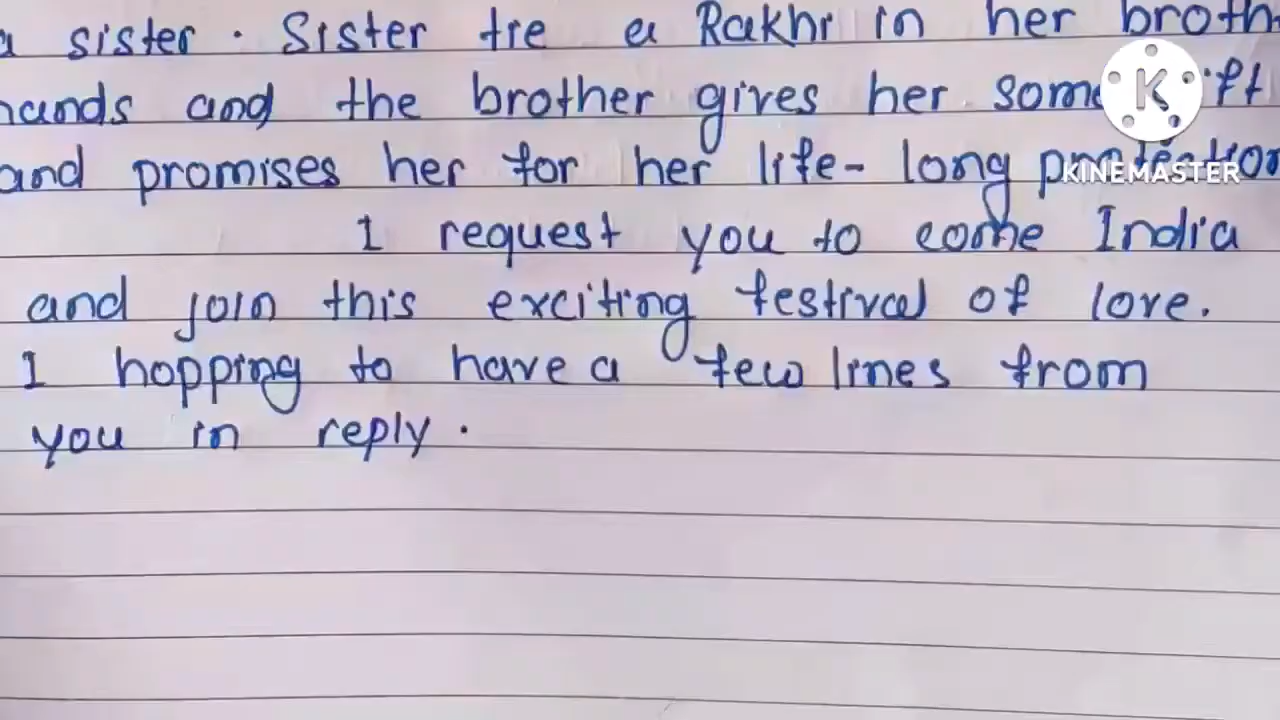 a sister. Sister tie a Rakhi in her broth
hands and the brother gives her some ift
and promises her for her life-long protection
I request you to come India
and join this exciting festival of love.
I hopping to have a few lines from
you in reply.
K
KINEMASTER